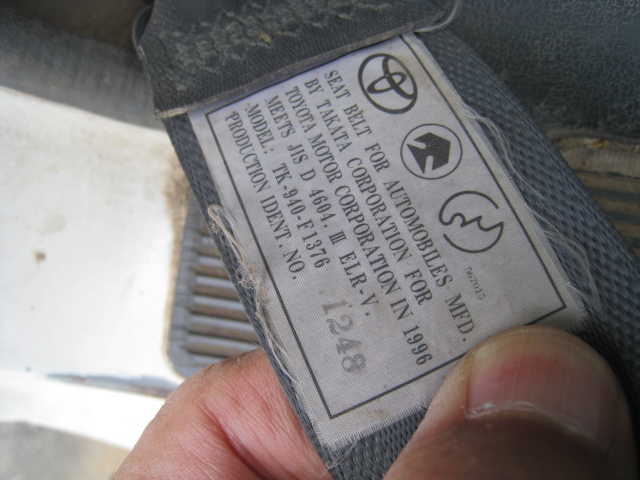 SEAT BELT FOR AUTOMOBILES MFD.
BY TAKATA CORPORATION FOR
TOYOTA MOTOR CORPORATION IN 1996
MEETS JIS D 4604, III ELR-V.
MODEL: TK-940-F1376
PRODUCTION IDENT. NO.
1248